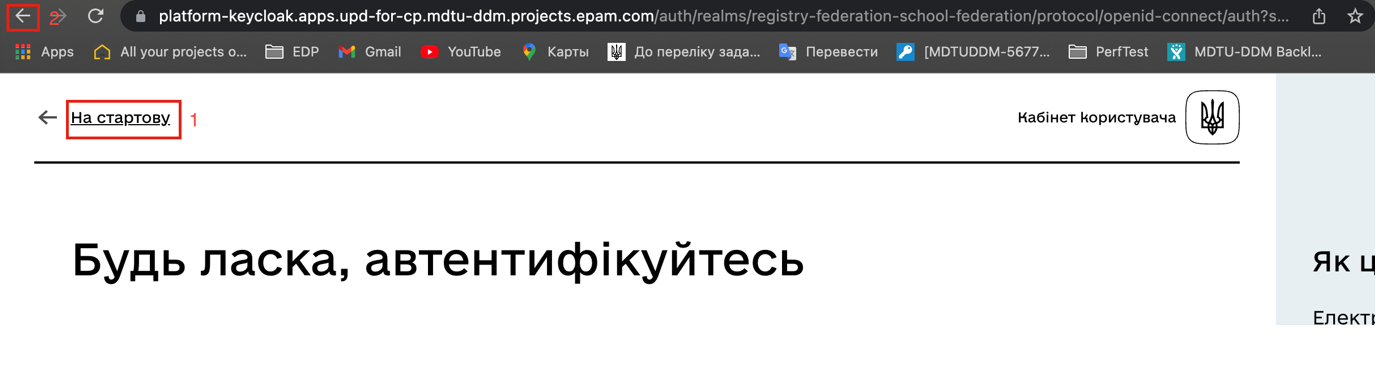 2 platform-keycloak.apps.upd-for-cp.mdtu-ddm.projects.epam.com/auth/realms/registry-federation-school-federation/protocol/openid-connect/auth?s...
Apps All your projects o... EDP Gmail YouTube Карты До переліку зада... Перевести [MDTUDDM-5677... PerfTest MDTU-DDM Backl...
На стартову 1 Кабінет користувача
Будь ласка, автентифікуйтесь
Як ц
Електр